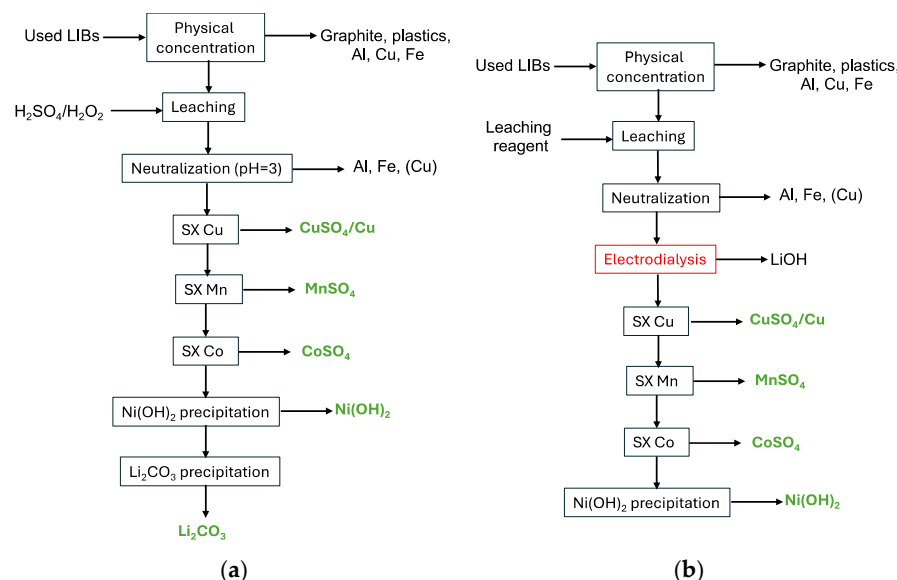 Used LIBs
Physical
concentration
Graphite, plastics,
Al, Cu, Fe
H₂SO₄/H₂O₂
Leaching
Neutralization (pH=3)
Al, Fe, (Cu)
SX Cu
CuSO₄/Cu
SX Mn
MnSO₄
SX Co
CoSO₄
Ni(OH)₂ precipitation
Ni(OH)₂
Li₂CO₃ precipitation
Li₂CO₃
(a)
Used LIBs
Physical
concentration
Graphite, plastics,
Al, Cu, Fe
Leaching
reagent
Leaching
Neutralization
Al, Fe, (Cu)
Electrodialysis
LiOH
SX Cu
CuSO₄/Cu
SX Mn
MnSO₄
SX Co
CoSO₄
Ni(OH)₂ precipitation
Ni(OH)₂
(b)